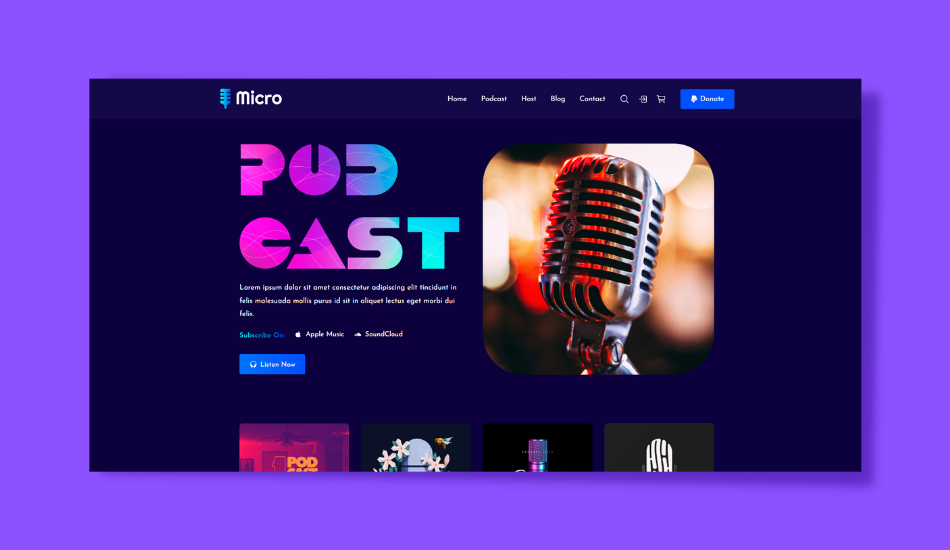 Micro
Home Podcast Host Blog Contact Donate
POD
CAST
Lorem ipsum dolor sit amet consectetur adipiscing elit tincidunt in
felis malesuada mollis purus id sit in aliquet lectus eget morbi dui
felis.
Subscribe On: Apple Music SoundCloud
Listen Now
POD
CAST